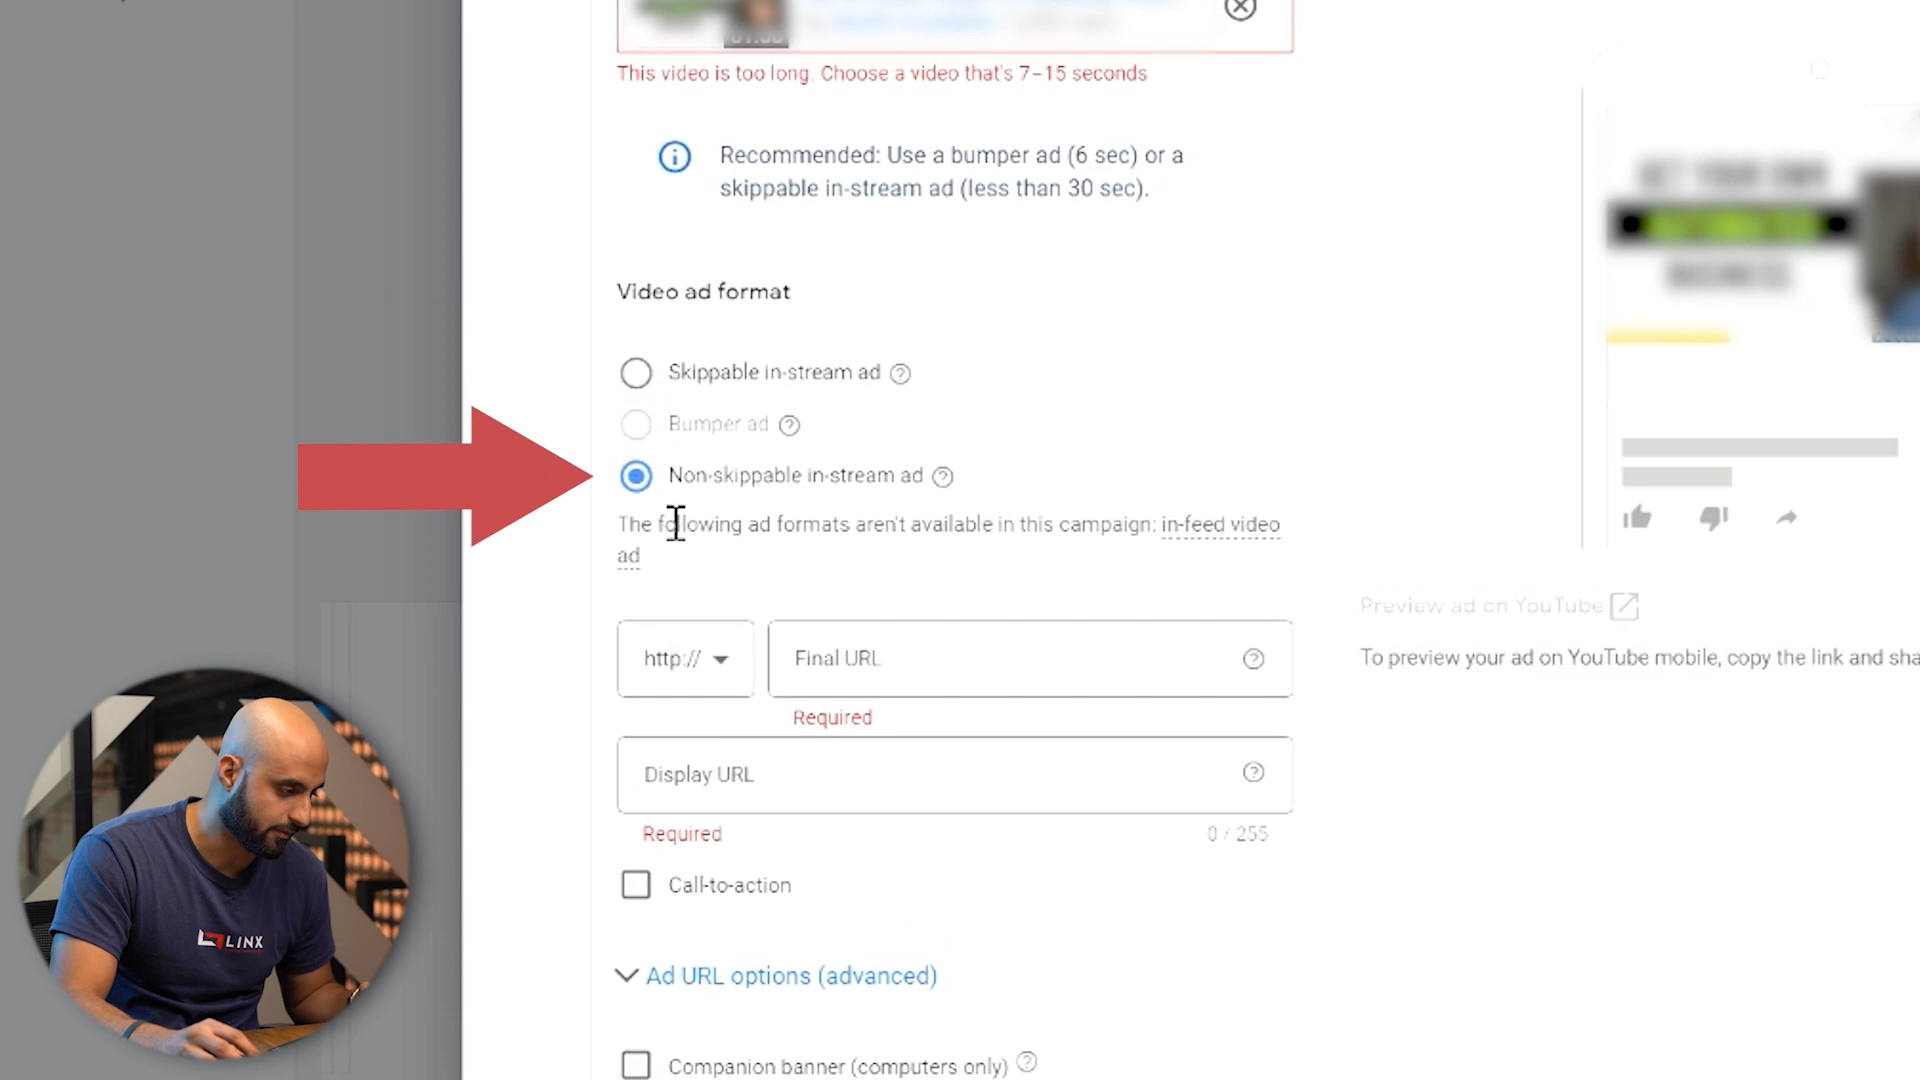 This video is too long. Choose a video that's 7–15 seconds
Recommended: Use a bumper ad (6 sec) or a
skippable in-stream ad (less than 30 sec).
Video ad format
Skippable in-stream ad
Bumper ad
Non-skippable in-stream ad
The following ad formats aren't available in this campaign: in-feed video
ad
http://
Final URL
Required
Display URL
Required
0 / 255
Call-to-action
Ad URL options (advanced)
Companion banner (computers only)
GET YOUR OWN
BUSINESS
Preview ad on YouTube
To preview your ad on YouTube mobile, copy the link and sha
LINX